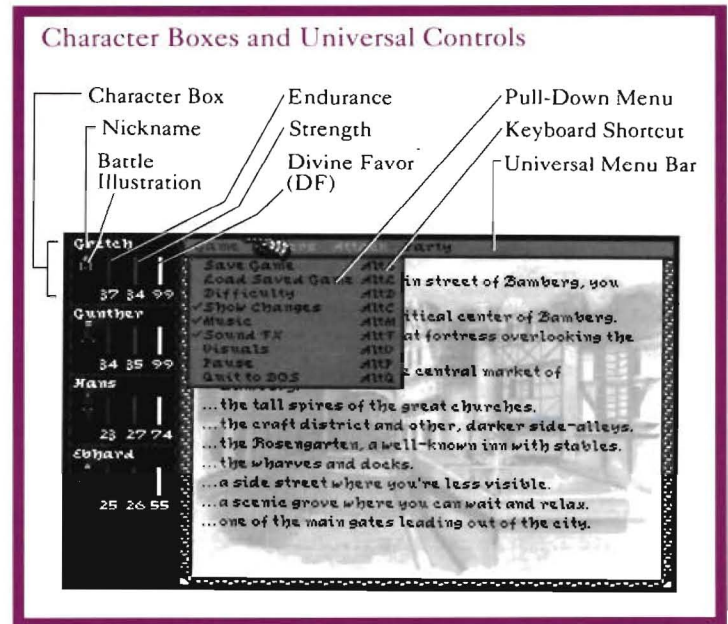 Character Boxes and Universal Controls
Character Box
Endurance
Pull-Down Menu
Nickname
Strength
Keyboard Shortcut
Battle
Illustration
Divine Favor
(DF)
Universal Menu Bar
Gretch
37 34 99
Gunther
34 35 99
Hans
23 27 74
Ebhard
25 26 55
Game Party
Save Game
Load Saved Game
Difficulty
✓Show Changes
✓Music
✓Sound FX
Visuals
Pause
Quit to DOS
in street of Bamberg, you
itical center of Bamberg.
at fortress overlooking the
central market of
...the tall spires of the great churches.
...the craft district and other, darker side-alleys.
...the Rosengarten, a well-known inn with stables.
...the wharves and docks.
...a side street where you're less visible.
...a scenic grove where you can wait and relax.
...one of the main gates leading out of the city.